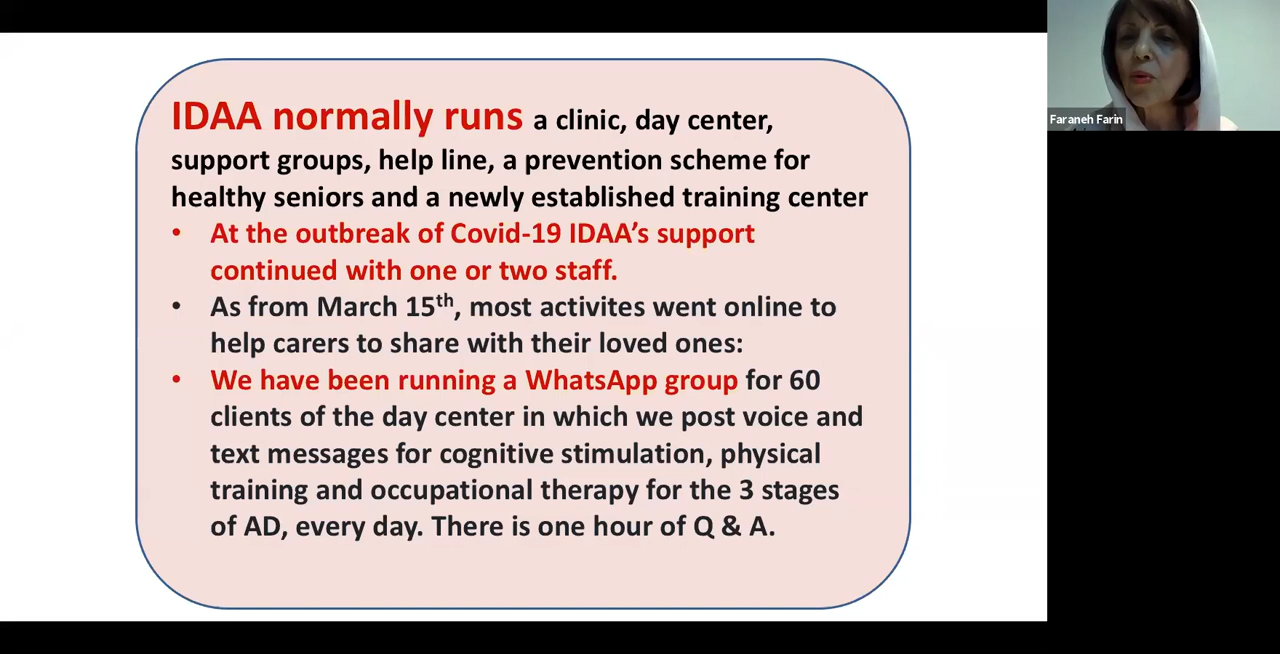 IDAA normally runs a clinic, day center,
support groups, help line, a prevention scheme for
healthy seniors and a newly established training center
• At the outbreak of Covid-19 IDAA’s support
continued with one or two staff.
• As from March 15th, most activites went online to
help carers to share with their loved ones:
• We have been running a WhatsApp group for 60
clients of the day center in which we post voice and
text messages for cognitive stimulation, physical
training and occupational therapy for the 3 stages
of AD, every day. There is one hour of Q & A.
Faraneh Farin